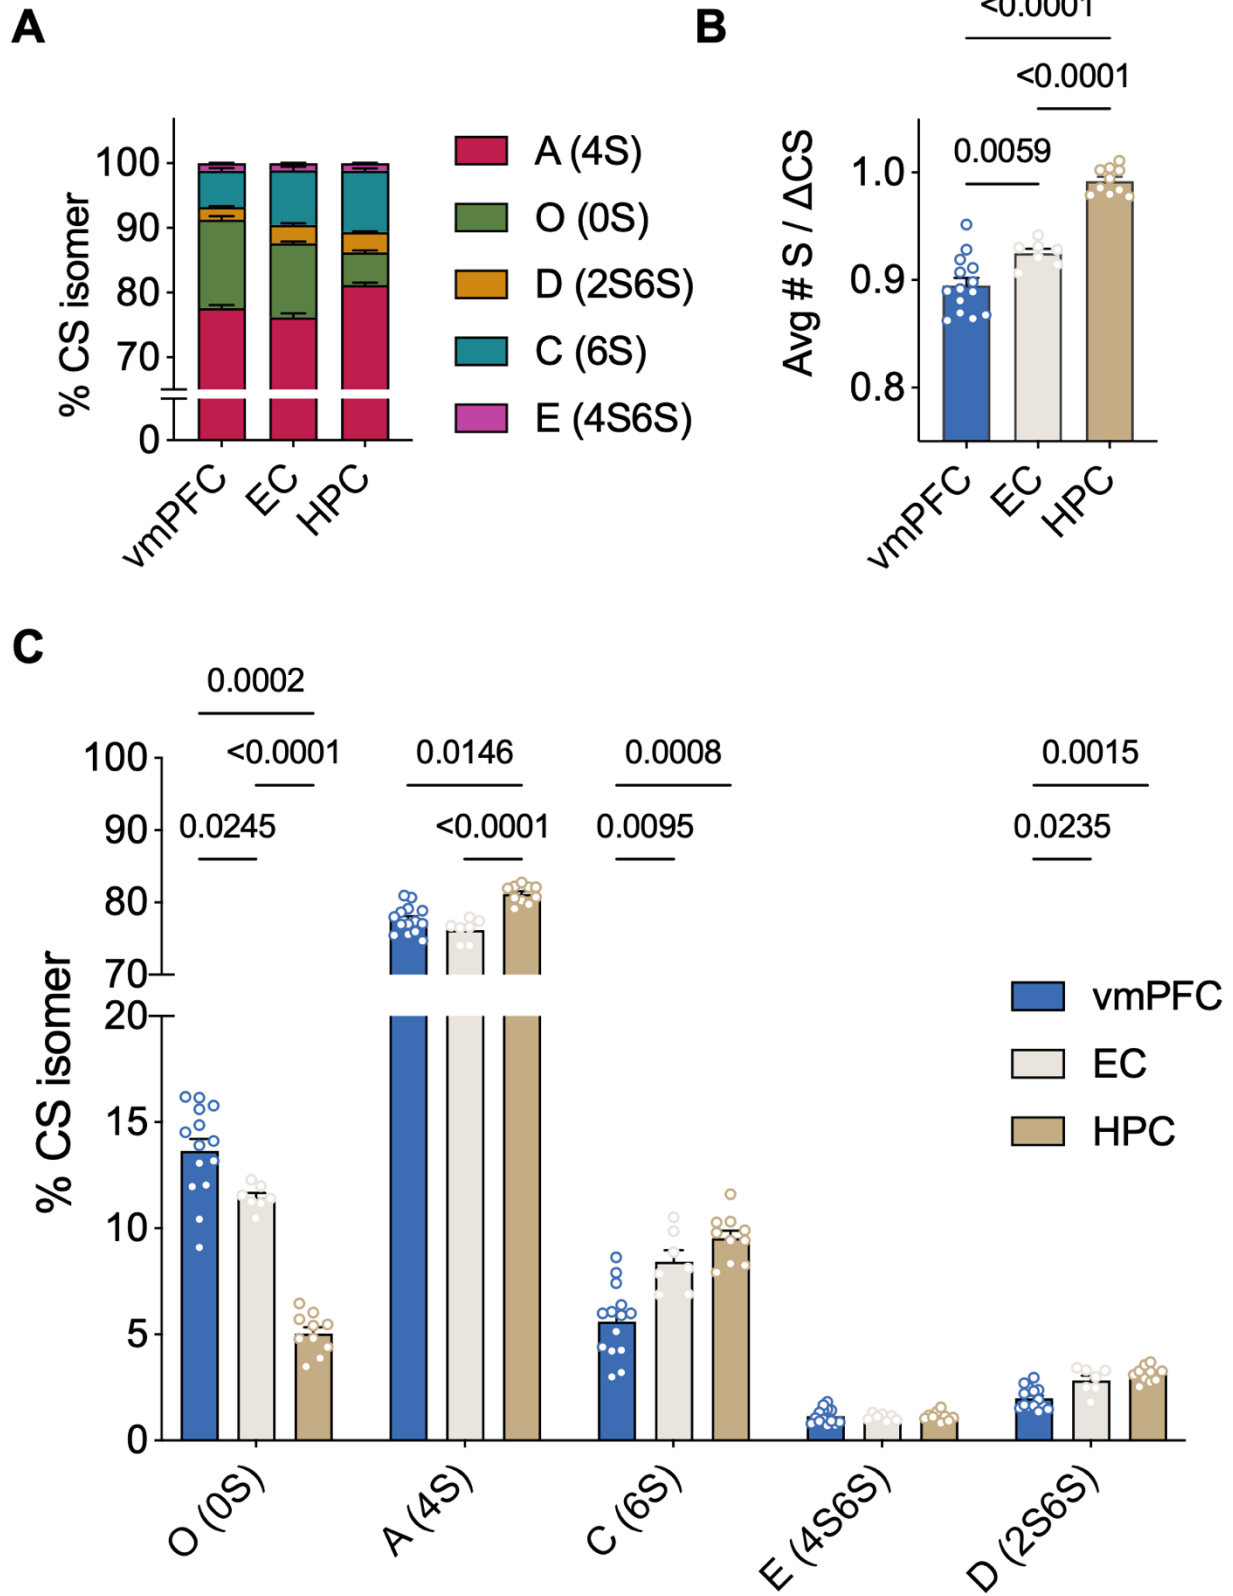 A
% CS isomer
100
90
80
70
0
vmPFC
EC
HPC
A (4S)
O (0S)
D (2S6S)
C (6S)
E (4S6S)
B
<0.0001
<0.0001
0.0059
Avg # S / ΔCS
1.0
0.9
0.8
vmPFC
EC
HPC
C
0.0002
<0.0001
0.0245
0.0146
<0.0001
0.0008
0.0095
0.0015
0.0235
% CS isomer
100
90
80
70
20
15
10
5
0
vmPFC
EC
HPC
O (0S)
A (4S)
C (6S)
E (4S6S)
D (2S6S)